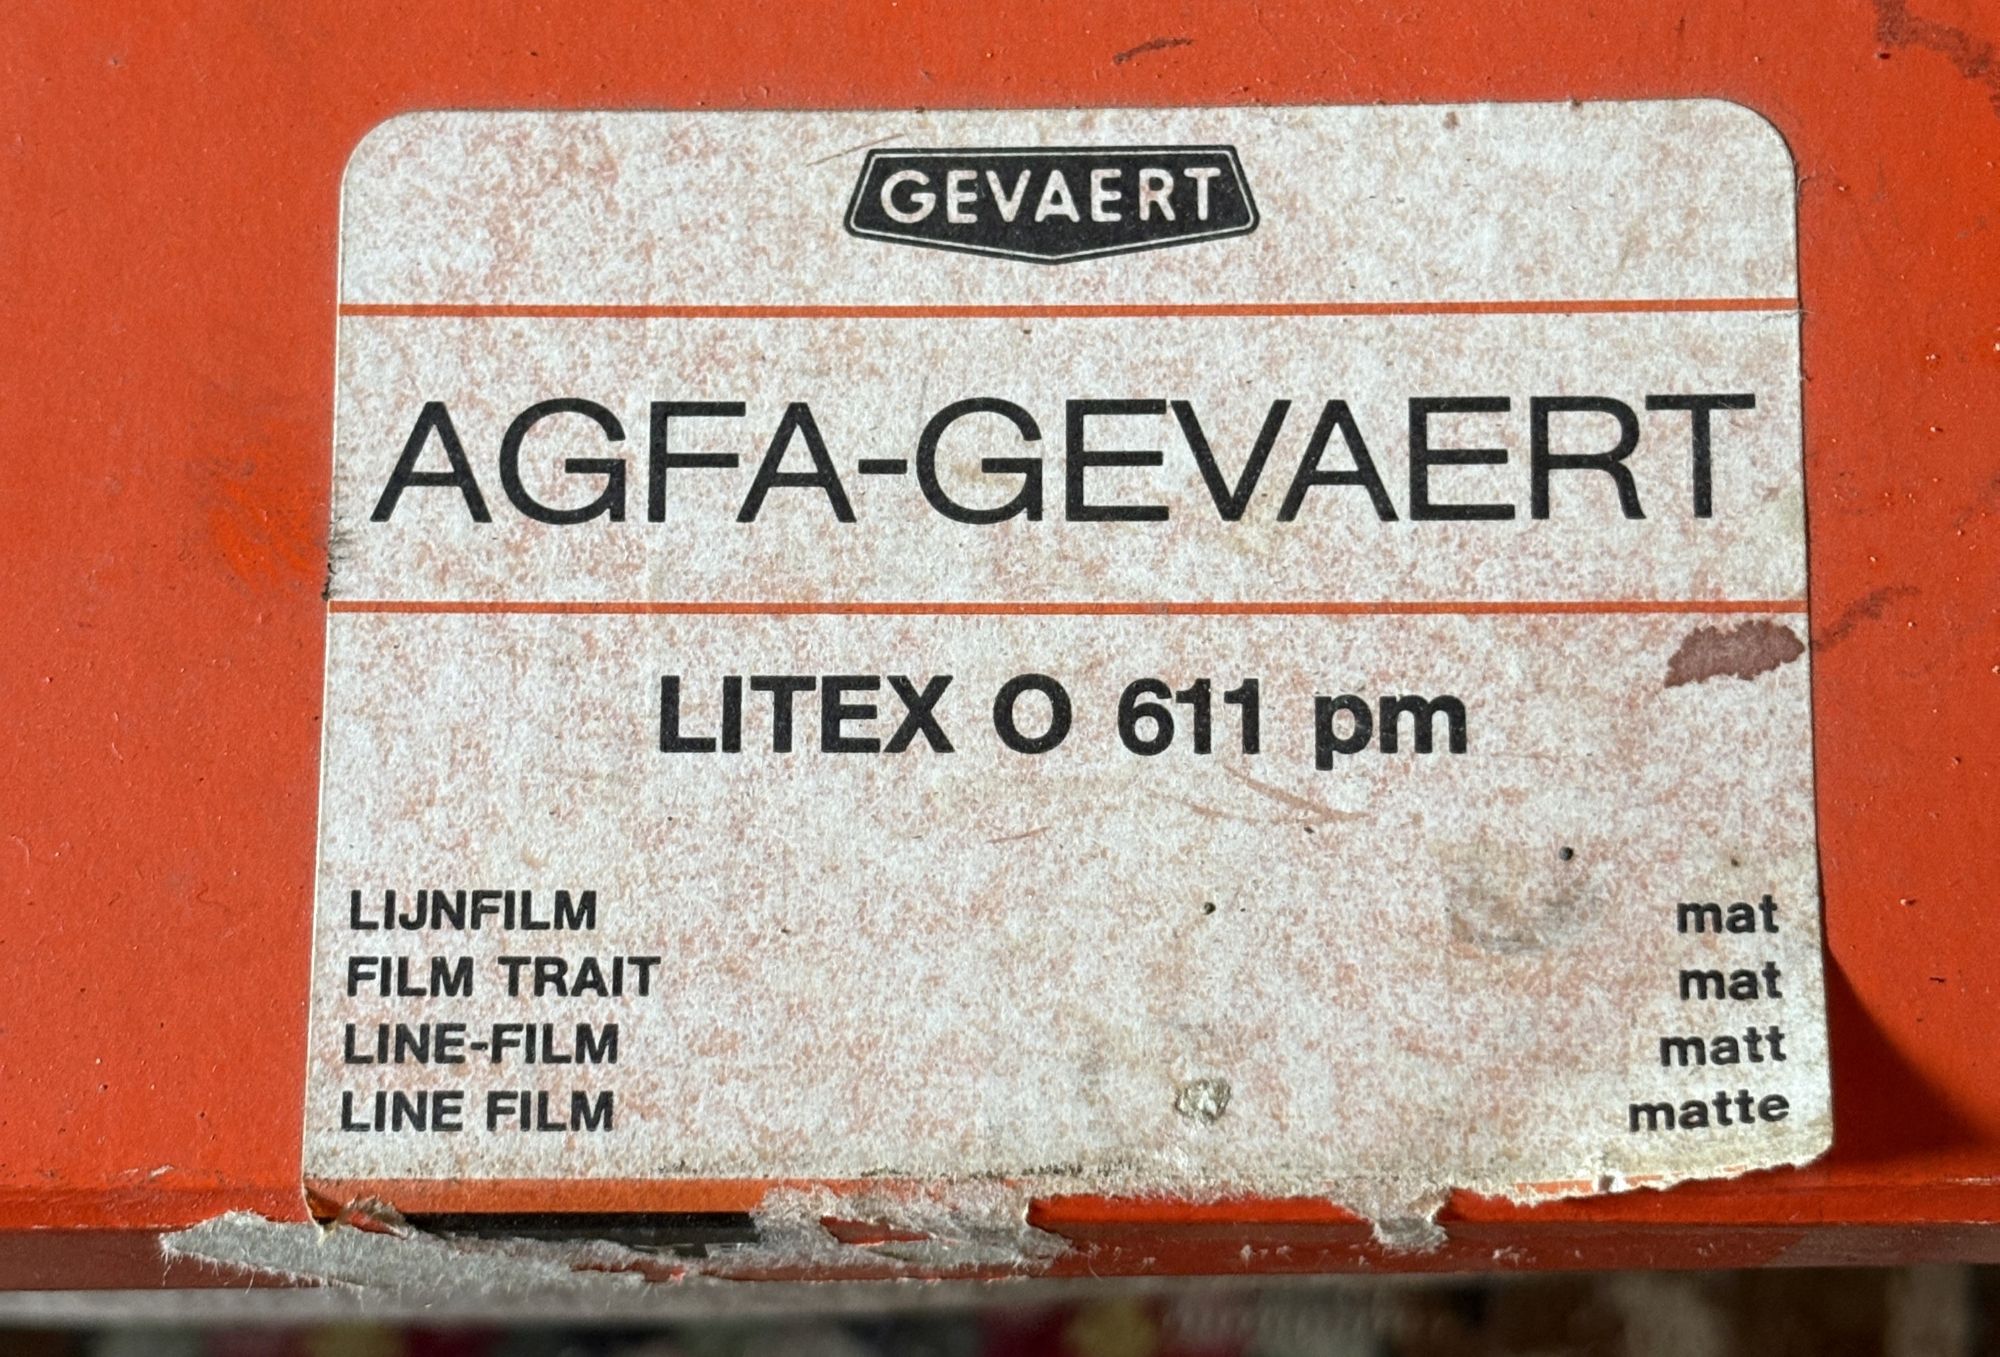 GEVAERT
AGFA-GEVAERT
LITEX O 611 pm
LIJNFILM mat
FILM TRAIT mat
LINE-FILM matt
LINE FILM matte